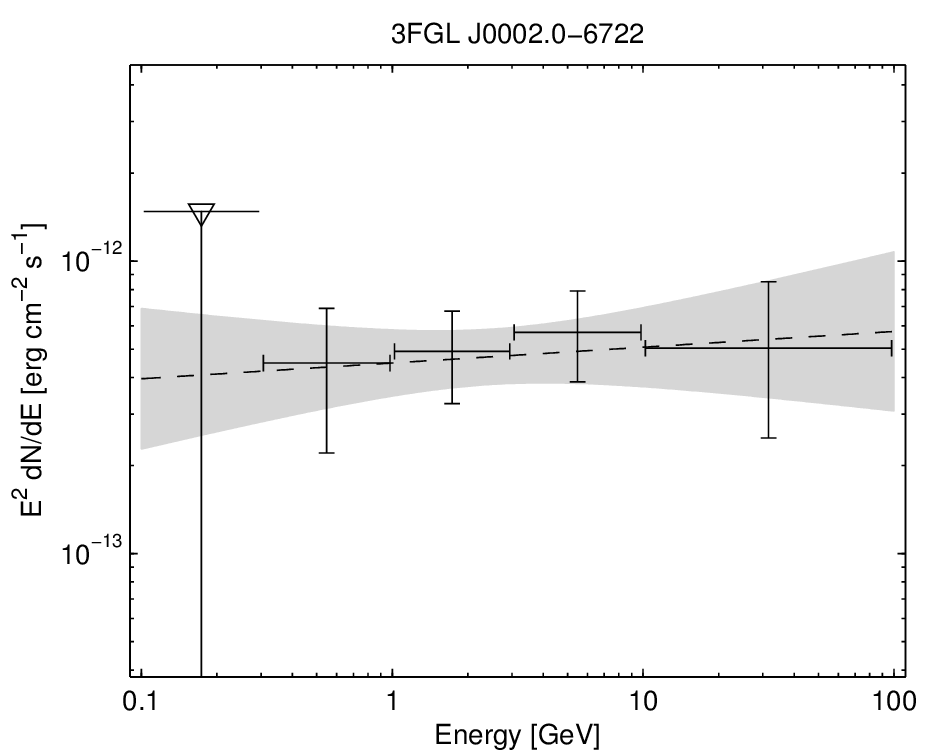 3FGL J0002.0−6722
E² dN/dE [erg cm⁻² s⁻¹]
10⁻¹²
10⁻¹³
0.1 1 10 100
Energy [GeV]